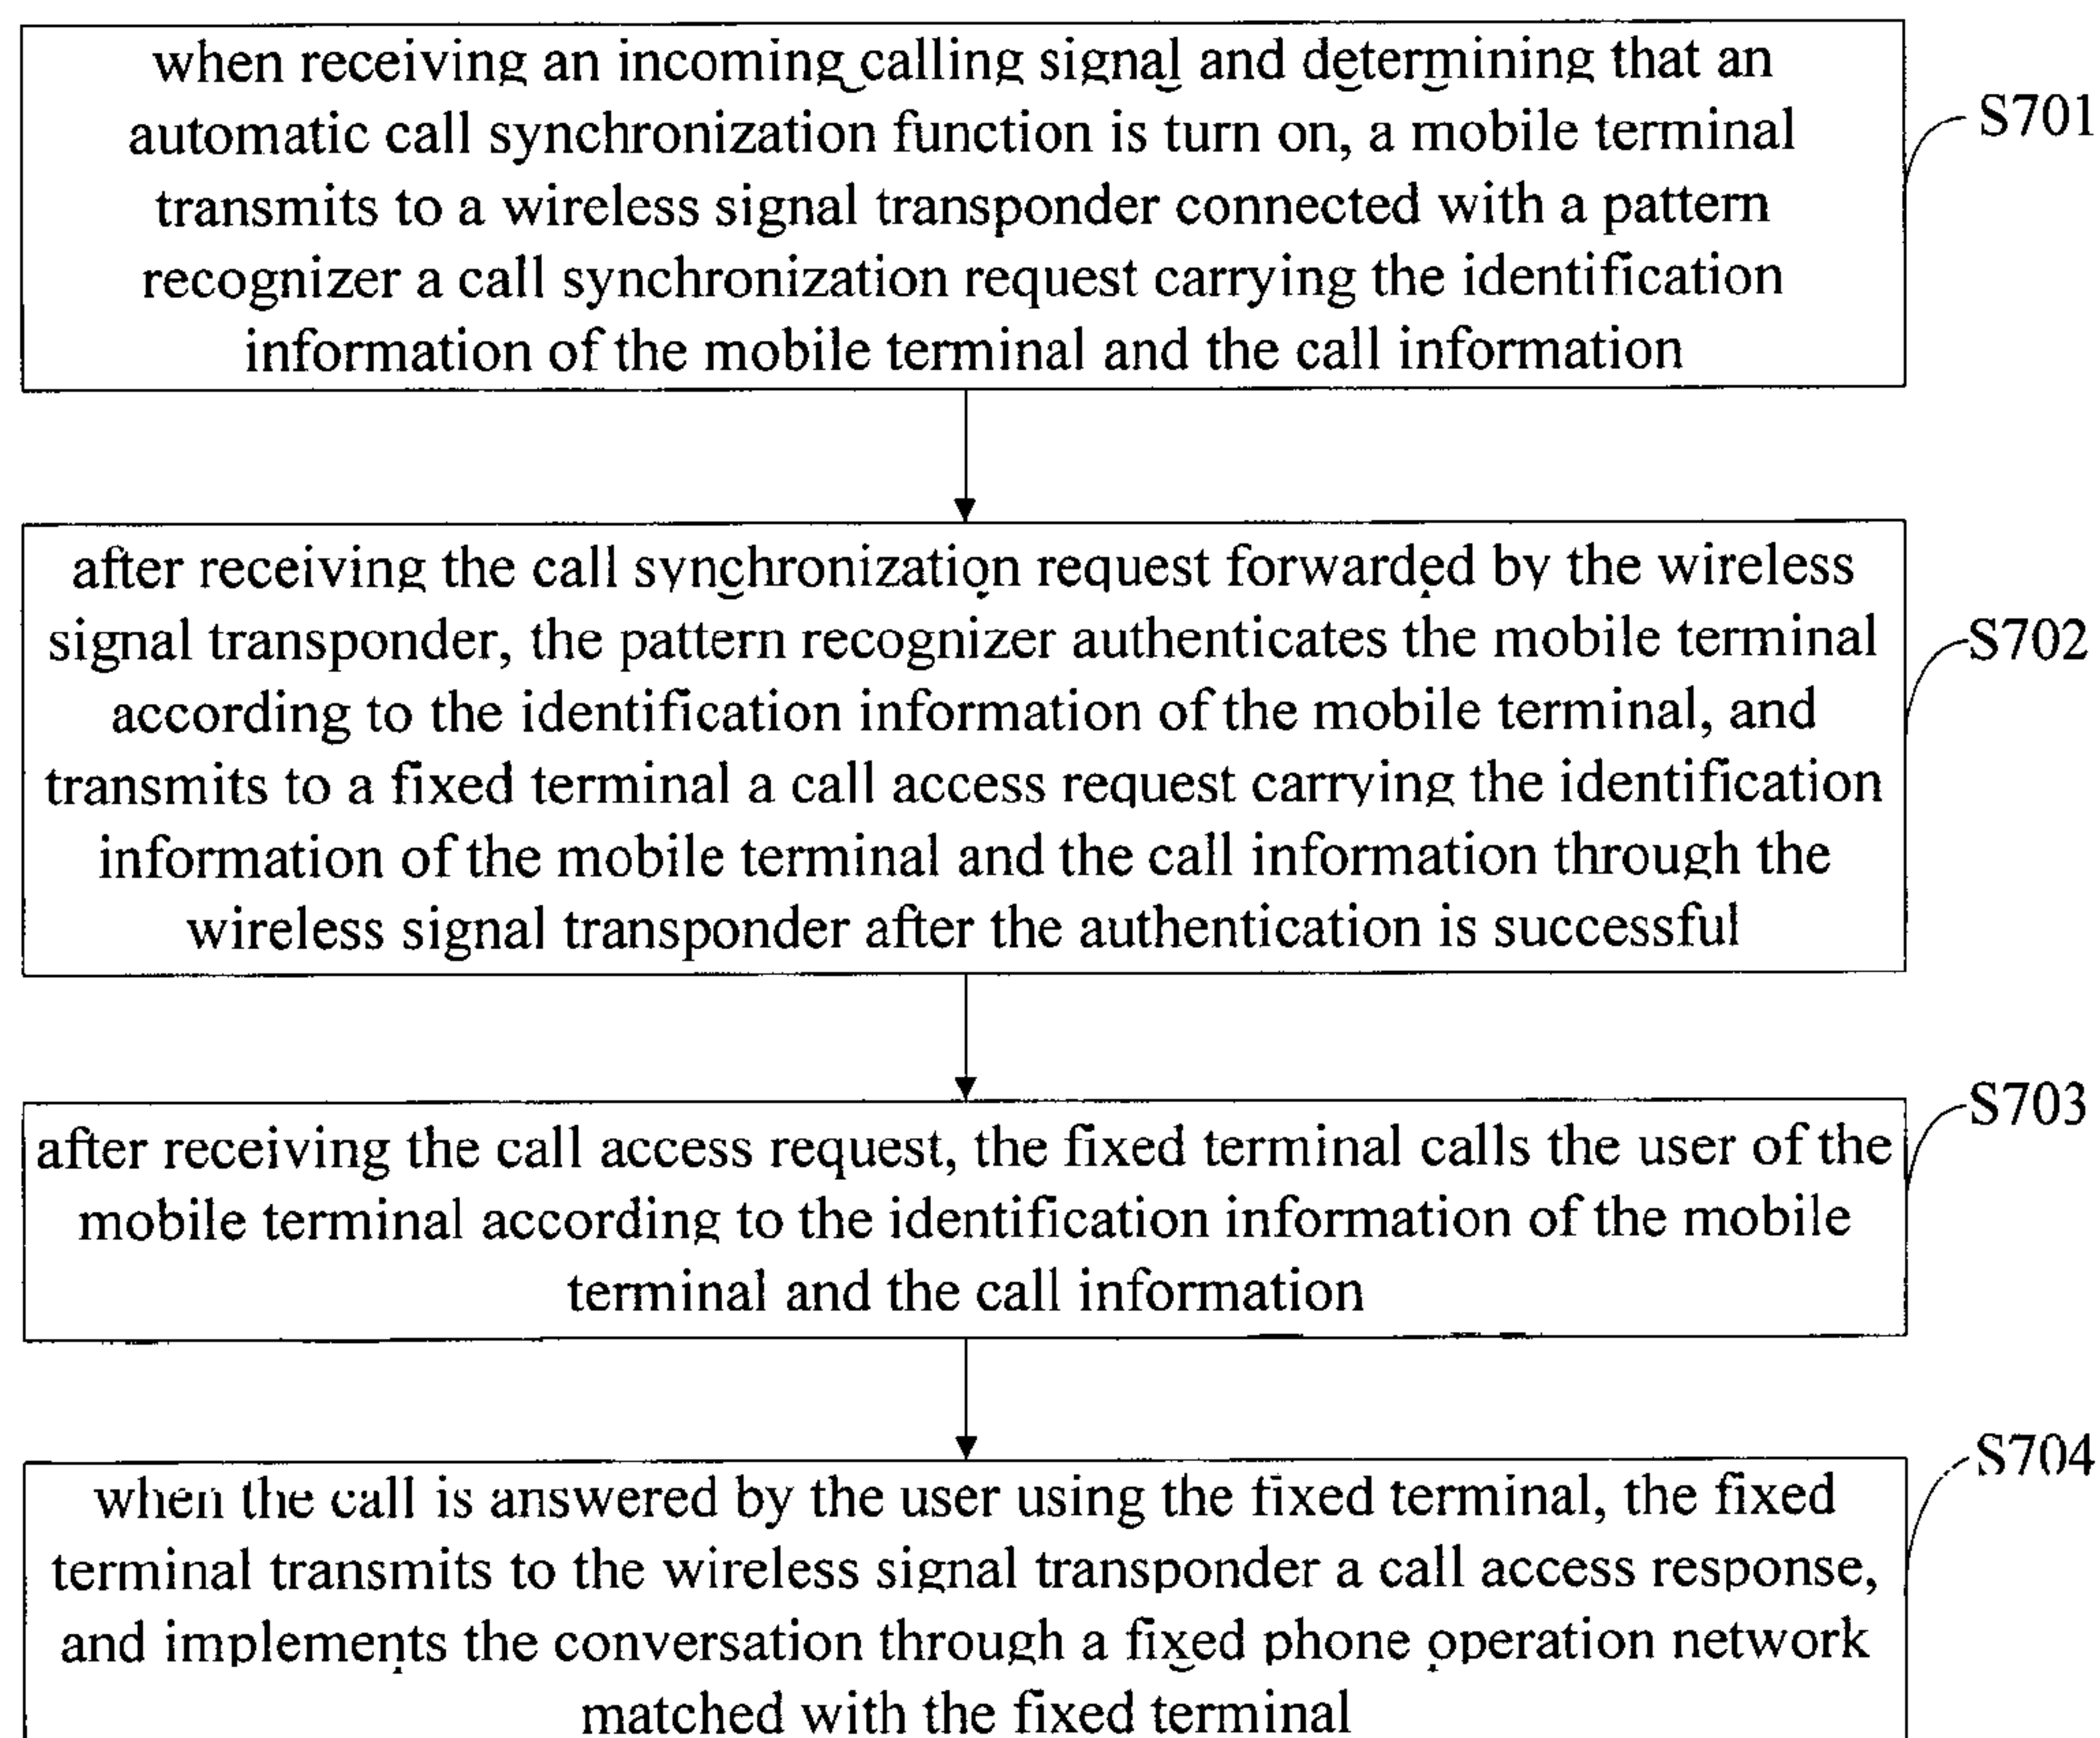 when receiving an incoming calling signal and determining that an
automatic call synchronization function is turn on, a mobile terminal
transmits to a wireless signal transponder connected with a pattern
recognizer a call synchronization request carrying the identification
information of the mobile terminal and the call information
S701
after receiving the call synchronization request forwarded by the wireless
signal transponder, the pattern recognizer authenticates the mobile terminal
according to the identification information of the mobile terminal, and
transmits to a fixed terminal a call access request carrying the identification
information of the mobile terminal and the call information through the
wireless signal transponder after the authentication is successful
S702
after receiving the call access request, the fixed terminal calls the user of the
mobile terminal according to the identification information of the mobile
terminal and the call information
S703
when the call is answered by the user using the fixed terminal, the fixed
terminal transmits to the wireless signal transponder a call access response,
and implements the conversation through a fixed phone operation network
matched with the fixed terminal
S704